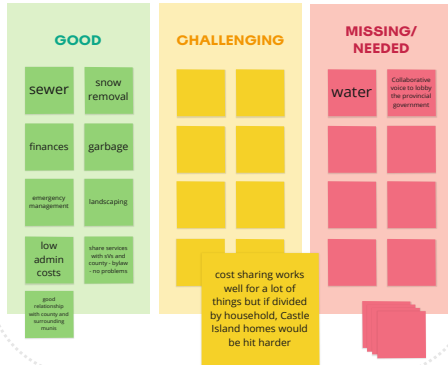 GOOD
sewer
snow
removal
finances
garbage
emergency
management
landscaping
low
admin
costs
share services
with sVs and
county - bylaw
- no problems
good
relationship
with county and
surrounding
munis
CHALLENGING
cost sharing works
well for a lot of
things but if divided
by household, Castle
Island homes would
be hit harder
MISSING/
NEEDED
water
Collaborative
voice to lobby
the provincial
government